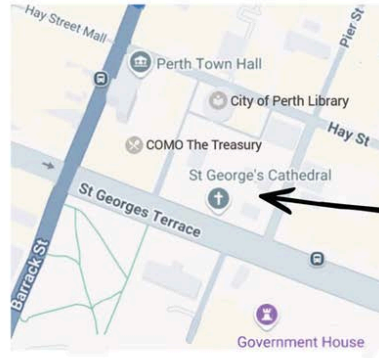 Hay Street Mall
Pier St
Perth Town Hall
City of Perth Library
Hay St
COMO The Treasury
St George's Cathedral
St Georges Terrace
Barrack St
Government House